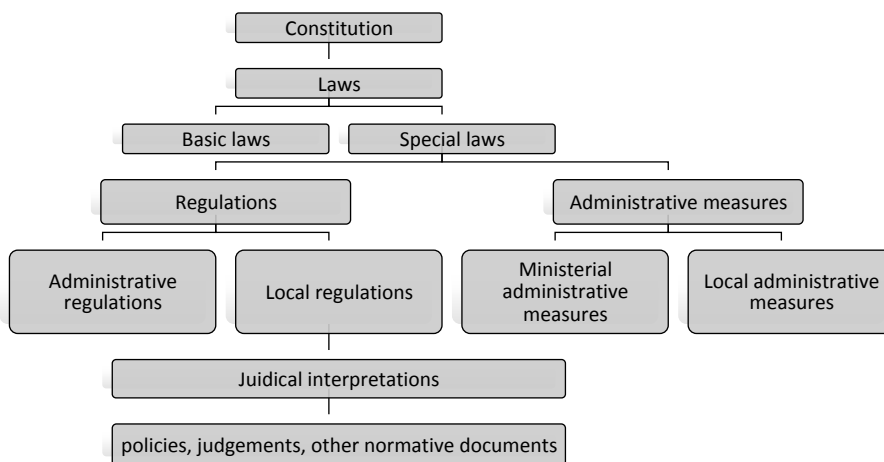 Constitution
Laws
Basic laws
Special laws
Regulations
Administrative measures
Administrative
regulations
Local regulations
Ministerial
administrative
measures
Local administrative
measures
Juidical interpretations
policies, judgements, other normative documents